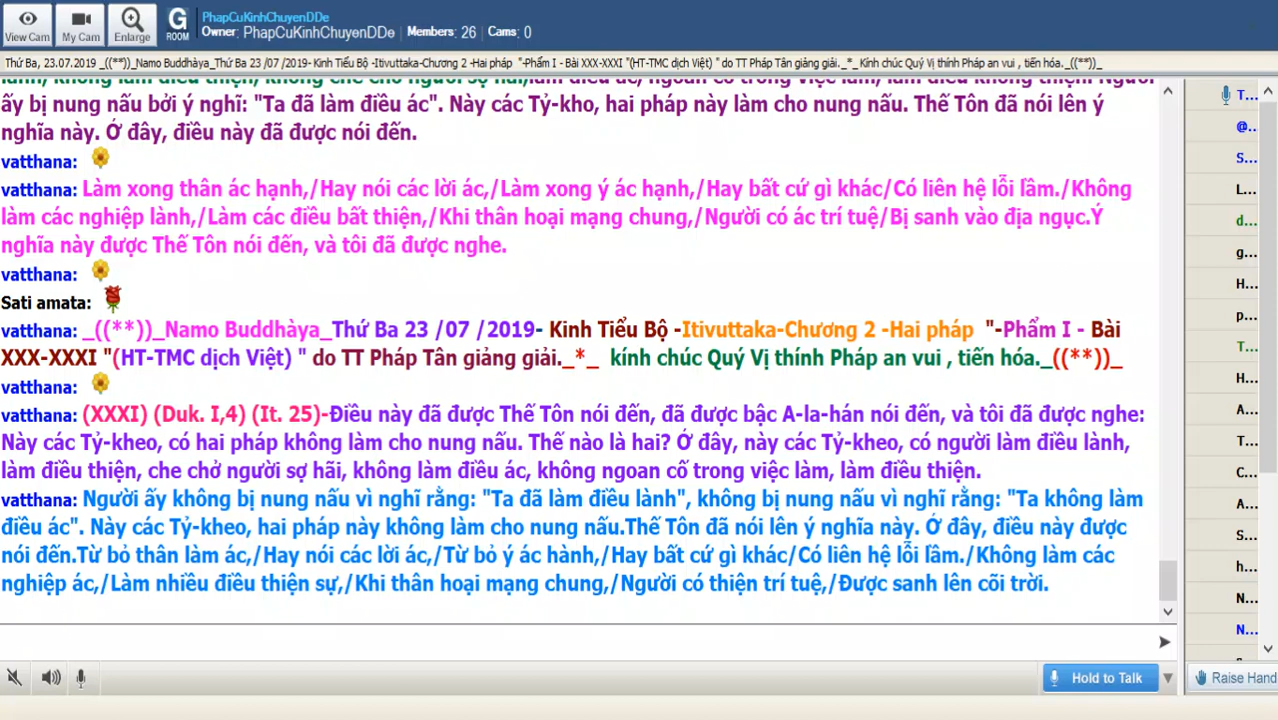 PhapCuKinhChuyenDDe
Owner: PhapCuKinhChuyenDDe Members: 26 Cams: 0
View Cam My Cam Enlarge G ROOM
Thứ Ba, 23.07.2019 _((**))_Namo Buddhàya_Thứ Ba 23 /07 /2019- Kinh Tiểu Bộ -Itivuttaka-Chương 2 -Hai pháp "-Phẩm I - Bài XXX-XXXI "(HT-TMC dịch Việt) " do TT Pháp Tân giảng giải._*_ Kính chúc Quý Vị thính Pháp an vui , tiến hóa._((**))_
ấy bị nung nấu bởi ý nghĩ: "Ta đã làm điều ác". Này các Tỷ-kho, hai pháp này làm cho nung nấu. Thế Tôn đã nói lên ý
nghĩa này. Ở đây, điều này đã được nói đến.
vatthana:
vatthana: Làm xong thân ác hạnh,/Hay nói các lời ác,/Làm xong ý ác hạnh,/Hay bất cứ gì khác/Có liên hệ lỗi lầm./Không
làm các nghiệp lành,/Làm các điều bất thiện,/Khi thân hoại mạng chung,/Người có ác trí tuệ/Bị sanh vào địa ngục.Ý
nghĩa này được Thế Tôn nói đến, và tôi đã được nghe.
vatthana:
Sati amata:
vatthana: _((**))_Namo Buddhàya_Thứ Ba 23 /07 /2019- Kinh Tiểu Bộ -Itivuttaka-Chương 2 -Hai pháp "-Phẩm I - Bài
XXX-XXXI "(HT-TMC dịch Việt) " do TT Pháp Tân giảng giải._*_ kính chúc Quý Vị thính Pháp an vui , tiến hóa._((**))_
vatthana:
vatthana: (XXXI) (Duk. I,4) (It. 25)-Điều này đã được Thế Tôn nói đến, đã được bậc A-la-hán nói đến, và tôi đã được nghe:
Này các Tỷ-kheo, có hai pháp không làm cho nung nấu. Thế nào là hai? Ở đây, này các Tỷ-kheo, có người làm điều lành,
làm điều thiện, che chở người sợ hãi, không làm điều ác, không ngoan cố trong việc làm, làm điều thiện.
vatthana: Người ấy không bị nung nấu vì nghĩ rằng: "Ta đã làm điều lành", không bị nung nấu vì nghĩ rằng: "Ta không làm
điều ác". Này các Tỷ-kheo, hai pháp này không làm cho nung nấu.Thế Tôn đã nói lên ý nghĩa này. Ở đây, điều này được
nói đến.Từ bỏ thân làm ác,/Hay nói các lời ác,/Từ bỏ ý ác hành,/Hay bất cứ gì khác/Có liên hệ lỗi lầm./Không làm các
nghiệp ác,/Làm nhiều điều thiện sự,/Khi thân hoại mạng chung,/Người có thiện trí tuệ,/Được sanh lên cõi trời.
T...
@..
S...
L...
d...
g...
H...
p...
T...
H...
A...
T...
C...
A...
S...
h...
N...
N...
Hold to Talk
Raise Hand